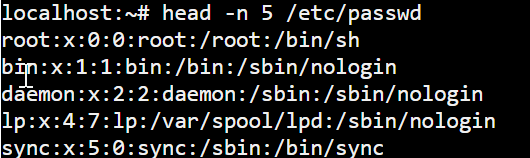 localhost:~# head -n 5 /etc/passwd
root:x:0:0:root:/root:/bin/sh
bin:x:1:1:bin:/bin:/sbin/nologin
daemon:x:2:2:daemon:/sbin:/sbin/nologin
lp:x:4:7:lp:/var/spool/lpd:/sbin/nologin
sync:x:5:0:sync:/sbin:/bin/sync